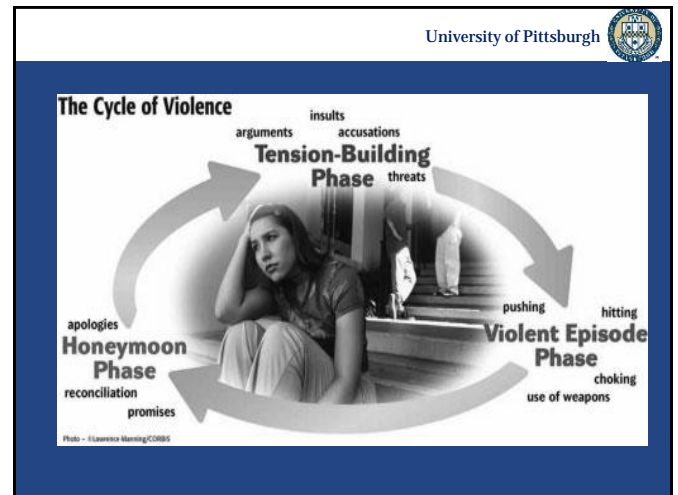 University of Pittsburgh
The Cycle of Violence
insults
arguments accusations
Tension-Building
Phase threats
pushing hitting
Violent Episode
Phase
choking
use of weapons
apologies
Honeymoon
Phase
reconciliation
promises
Photo - ©Lawrence Manning/CORBIS